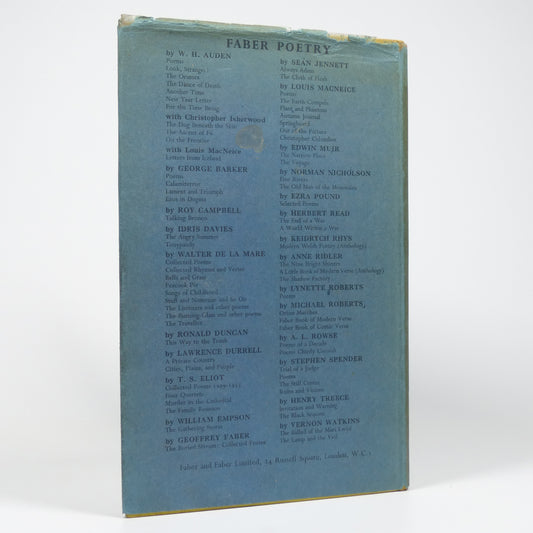 FABER POETRY
by W. H. AUDEN
Poems
Look, Stranger!
The Orators
The Dance of Death
Another Time
New Year Letter
For the Time Being
with Christopher Isherwood
The Dog Beneath the Skin
The Ascent of F6
On the Frontier
with Louis MacNeice
Letters from Iceland
by GEORGE BARKER
Poems
Calamiterror
Lament and Triumph
Eros in Dogma
by ROY CAMPBELL
Talking Bronco
by IDRIS DAVIES
The Angry Summer
Tonypandy
by WALTER DE LA MARE
Collected Poems
Collected Rhymes and Verses
Bells and Grass
Peacock Pie
Songs of Childhood
Stuff and Nonsense and So On
The Listeners and other poems
The Burning-Glass and other poems
The Traveller
by RONALD DUNCAN
This Way to the Tomb
by LAWRENCE DURRELL
A Private Country
Cities, Plains, and People
by T. S. ELIOT
Collected Poems 1909-1935
Four Quartets
Murder in the Cathedral
The Family Reunion
by WILLIAM EMPSON
The Gathering Storm
by GEOFFREY FABER
The Buried Stream: Collected Poems
by SEÁN JENNETT
Always Adam
The Cloth of Flesh
by LOUIS MACNEICE
Poems
The Earth Compels
Plant and Phantom
Autumn Journal
Springboard
Out of the Picture
Christopher Columbus
by EDWIN MUIR
The Narrow Place
The Voyage
by NORMAN NICHOLSON
Five Rivers
The Old Man of the Mountains
by EZRA POUND
Selected Poems
by HERBERT READ
The End of a War
A World Within a War
by KEIDRYCH RHYS
Modern Welsh Poetry (Anthology)
by ANNE RIDLER
The Nine Bright Shiners
A Little Book of Modern Verse (Anthology)
The Shadow Factory
by LYNETTE ROBERTS
Poems
by MICHAEL ROBERTS
Orion Marches
Faber Book of Modern Verse
Faber Book of Comic Verse
by A. L. ROWSE
Poems of a Decade
Poems Chiefly Cornish
by STEPHEN SPENDER
Trial of a Judge
Poems
The Still Centre
Ruins and Visions
by HENRY TREECE
Invitation and Warning
The Black Seasons
by VERNON WATKINS
The Ballad of the Mari Lwyd
The Lamp and the Veil
Faber and Faber Limited, 24 Russell Square, London, W.C.1